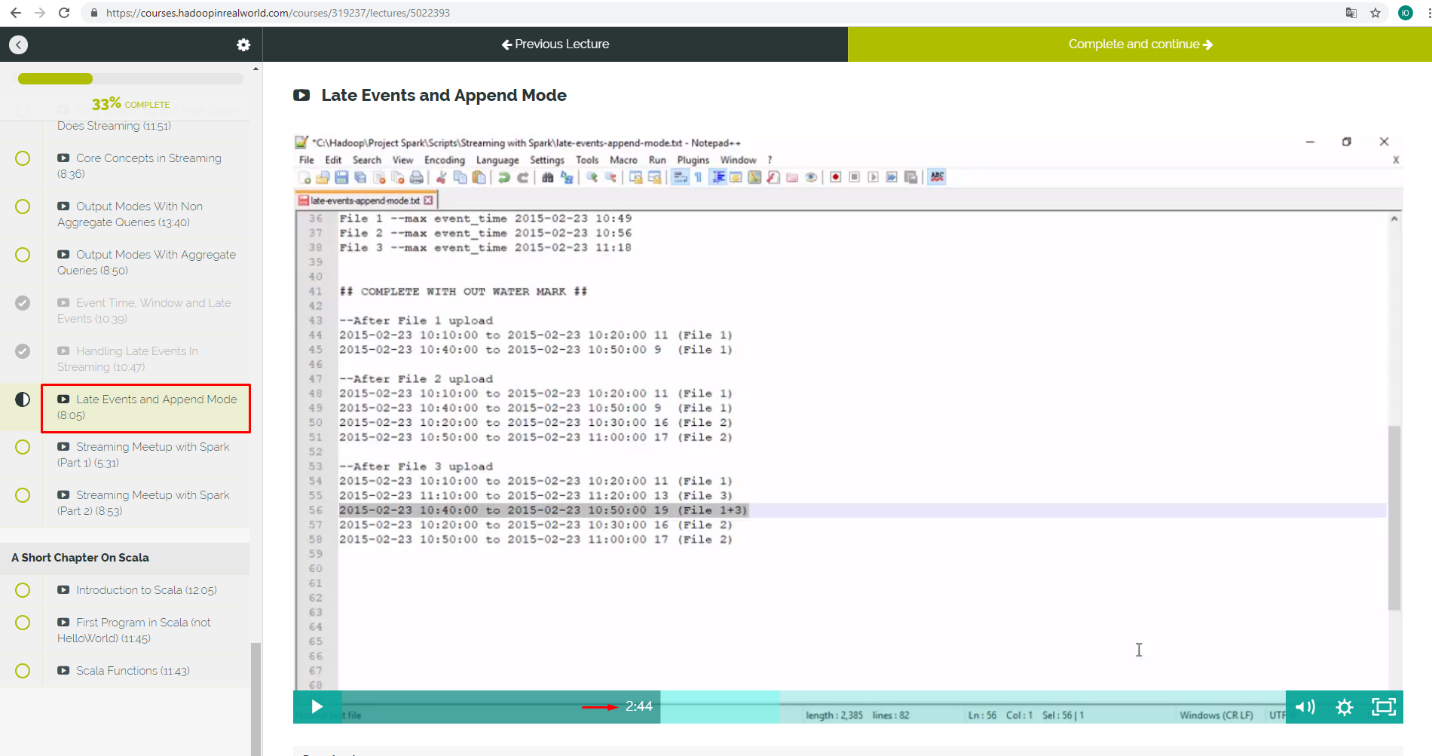 https://courses.hadoopinrealworld.com/courses/319237/lectures/5022393
Previous Lecture
Complete and continue
33% COMPLETE
Does Streaming (11:51)
Core Concepts in Streaming
(8:36)
Output Modes With Non
Aggregate Queries (13:40)
Output Modes With Aggregate
Queries (8:50)
Event Time, Window and Late
Events (10:39)
Handling Late Events In
Streaming (10:47)
Late Events and Append Mode
(8:05)
Streaming Meetup with Spark
(Part 1) (5:31)
Streaming Meetup with Spark
(Part 2) (8:53)
A Short Chapter On Scala
Introduction to Scala (12:05)
First Program in Scala (not
HelloWorld) (11:45)
Scala Functions (11:43)
Late Events and Append Mode
*C:\Hadoop\Project Spark\Scripts\Streaming with Spark\late-events-append-mode.txt - Notepad++
File Edit Search View Encoding Language Settings Tools Macro Run Plugins Window ? X
late-events-append-mode.txt
36 File 1 --max event_time 2015-02-23 10:49
37 File 2 --max event_time 2015-02-23 10:56
38 File 3 --max event_time 2015-02-23 11:18
39
40
41 ## COMPLETE WITH OUT WATER MARK ##
42
43 --After File 1 upload
44 2015-02-23 10:10:00 to 2015-02-23 10:20:00 11 (File 1)
45 2015-02-23 10:40:00 to 2015-02-23 10:50:00 9 (File 1)
46
47 --After File 2 upload
48 2015-02-23 10:10:00 to 2015-02-23 10:20:00 11 (File 1)
49 2015-02-23 10:40:00 to 2015-02-23 10:50:00 9 (File 1)
50 2015-02-23 10:20:00 to 2015-02-23 10:30:00 16 (File 2)
51 2015-02-23 10:50:00 to 2015-02-23 11:00:00 17 (File 2)
52
53 --After File 3 upload
54 2015-02-23 10:10:00 to 2015-02-23 10:20:00 11 (File 1)
55 2015-02-23 11:10:00 to 2015-02-23 11:20:00 13 (File 3)
56 2015-02-23 10:40:00 to 2015-02-23 10:50:00 19 (File 1+3)
57 2015-02-23 10:20:00 to 2015-02-23 10:30:00 16 (File 2)
58 2015-02-23 10:50:00 to 2015-02-23 11:00:00 17 (File 2)
59
60
61
62
63
64
65
66
67
68
2:44
text file length : 2,385 lines : 82 Ln : 56 Col : 1 Sel : 56 | 1 Windows (CR LF) UTF